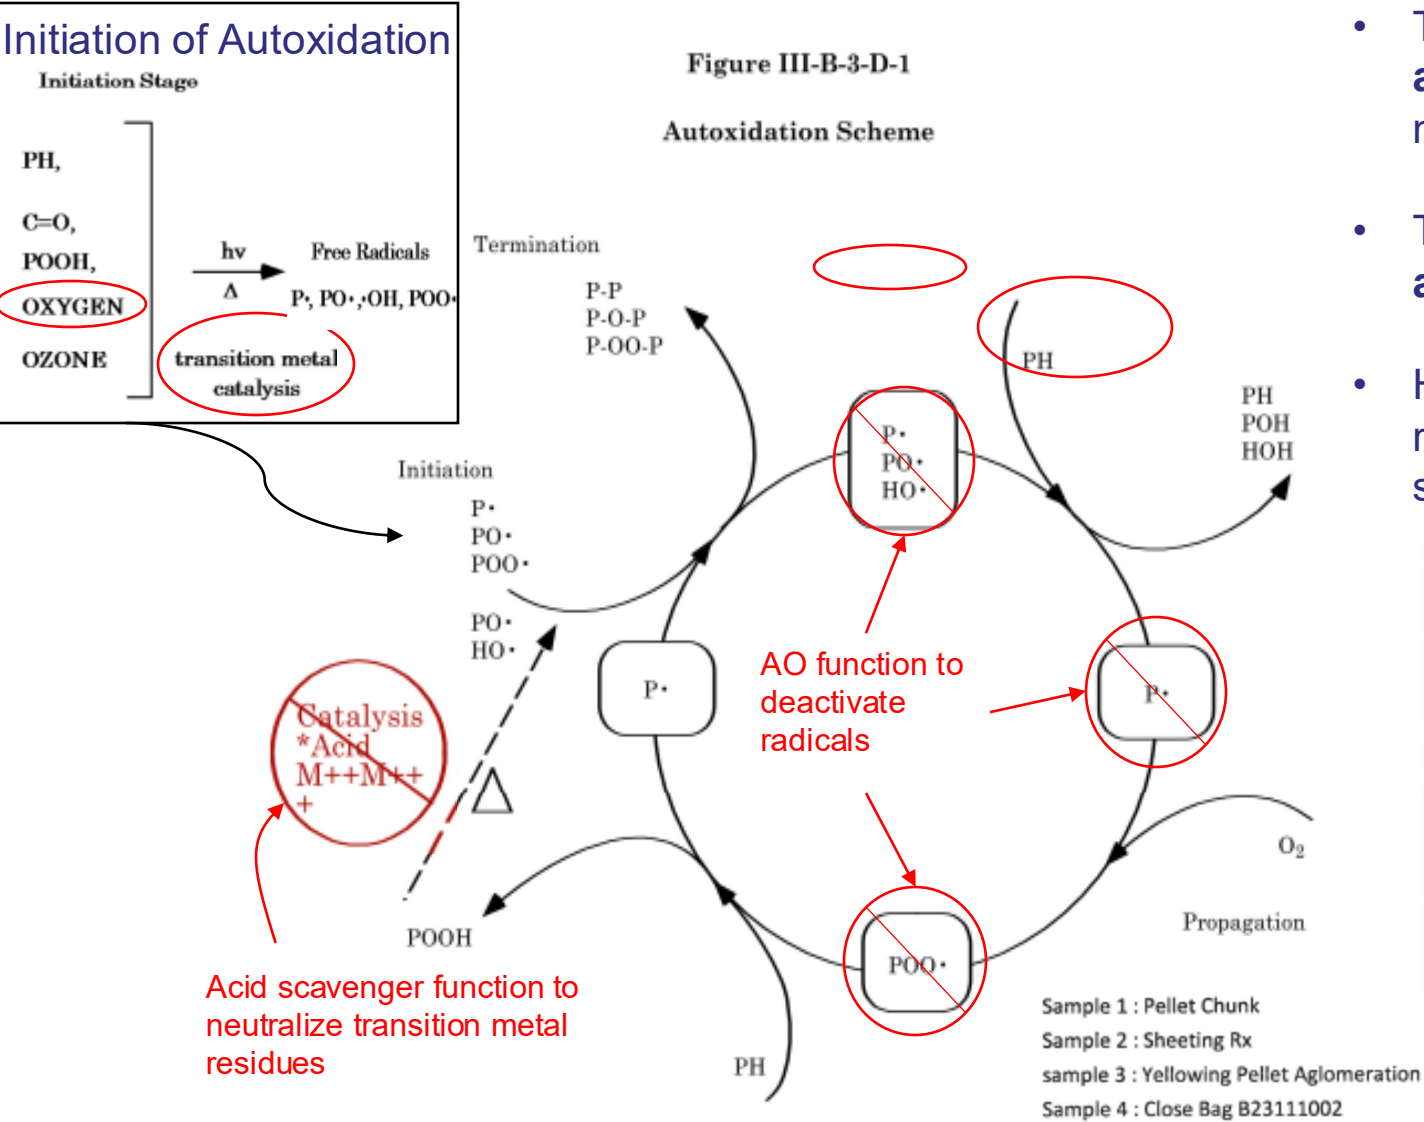 Initiation of Autoxidation
Initiation Stage
PH,
C=O,
POOH,
OXYGEN
OZONE
hν
Δ
transition metal
catalysis
Free Radicals
P•, PO•,•OH, POO•
Figure III-B-3-D-1
Autoxidation Scheme
Termination
P-P
P-O-P
P-OO-P
PH
PH
POH
HOH
P•
PO•
HO•
Initiation
P•
PO•
POO•
PO•
HO•
P•
AO function to
deactivate
radicals
P•
Catalysis
*Acid
M++M++
+
Δ
O₂
Propagation
POOH
POO•
PH
Acid scavenger function to
neutralize transition metal
residues
Sample 1 : Pellet Chunk
Sample 2 : Sheeting Rx
sample 3 : Yellowing Pellet Aglomeration
Sample 4 : Close Bag B23111002